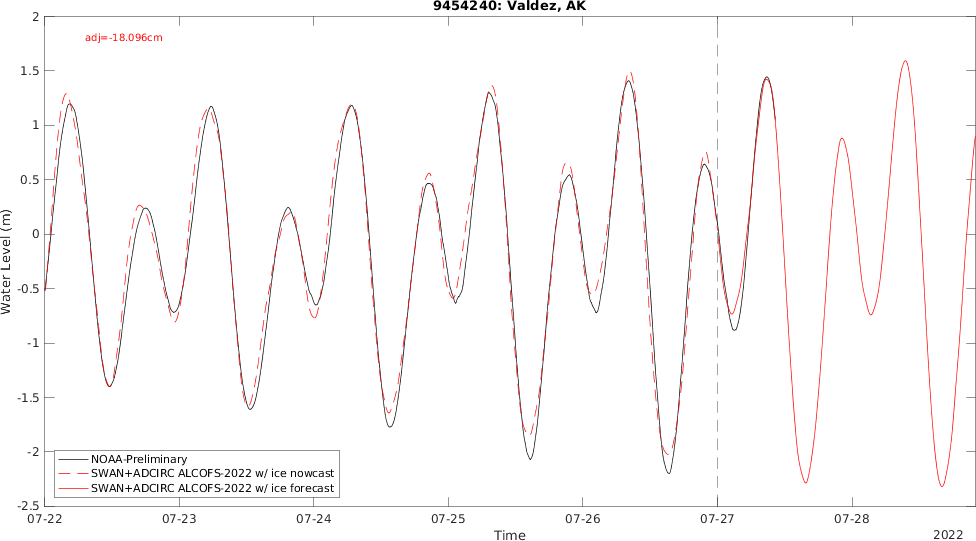 9454240: Valdez, AK
adj=-18.096cm
Water Level (m)
2
1.5
1
0.5
0
-0.5
-1
-1.5
-2
-2.5
NOAA-Preliminary
SWAN+ADCIRC ALCOFS-2022 w/ ice nowcast
SWAN+ADCIRC ALCOFS-2022 w/ ice forecast
07-22 07-23 07-24 07-25 07-26 07-27 07-28
Time
2022